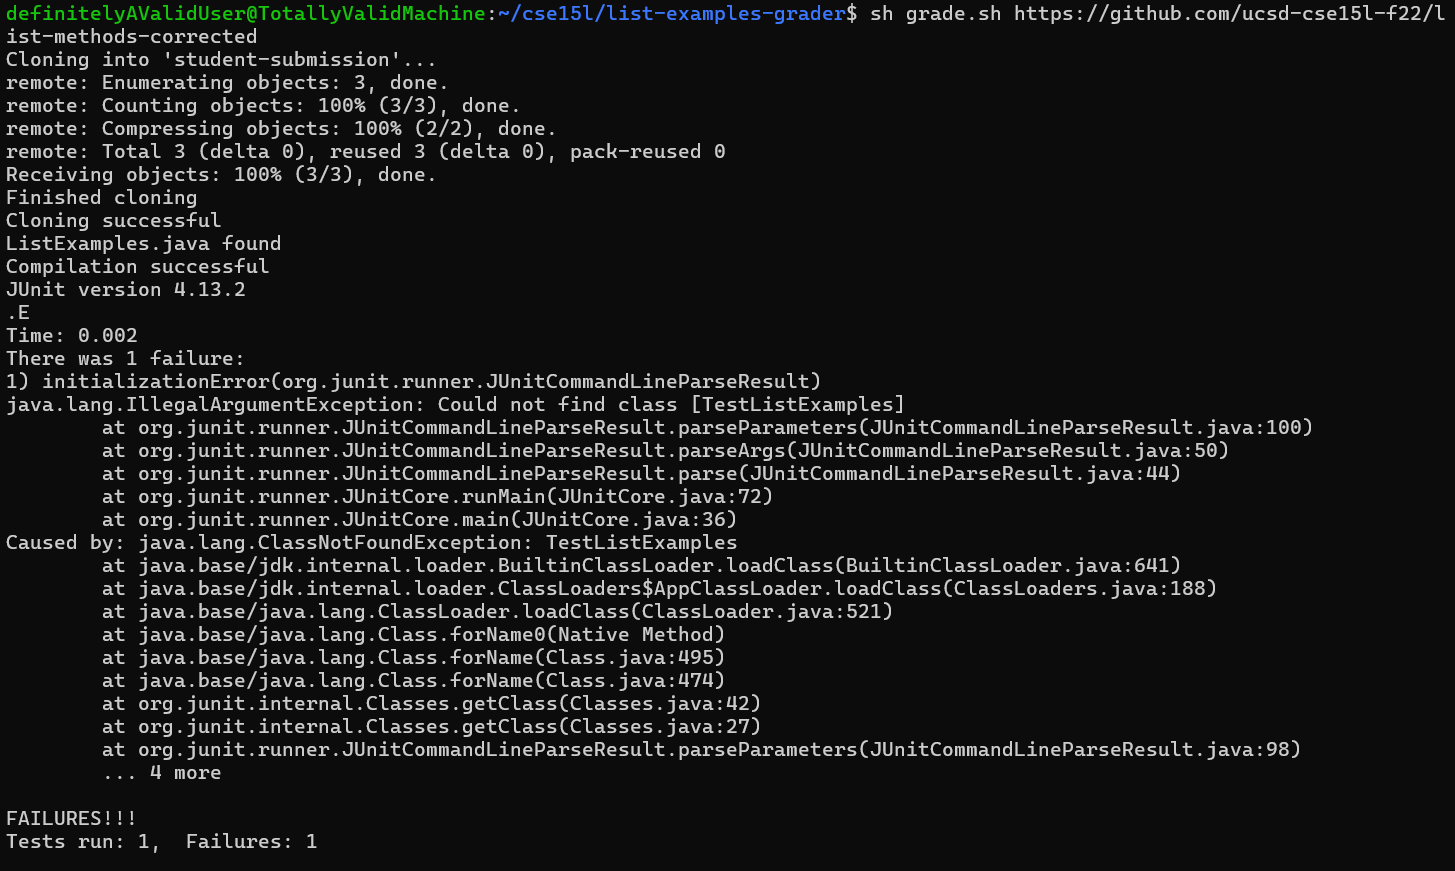 definitelyAValidUser@TotallyValidMachine:~/cse15l/list-examples-grader$ sh grade.sh https://github.com/ucsd-cse15l-f22/l
ist-methods-corrected
Cloning into 'student-submission'...
remote: Enumerating objects: 3, done.
remote: Counting objects: 100% (3/3), done.
remote: Compressing objects: 100% (2/2), done.
remote: Total 3 (delta 0), reused 3 (delta 0), pack-reused 0
Receiving objects: 100% (3/3), done.
Finished cloning
Cloning successful
ListExamples.java found
Compilation successful
JUnit version 4.13.2
.E
Time: 0.002
There was 1 failure:
1) initializationError(org.junit.runner.JUnitCommandLineParseResult)
java.lang.IllegalArgumentException: Could not find class [TestListExamples]
        at org.junit.runner.JUnitCommandLineParseResult.parseParameters(JUnitCommandLineParseResult.java:100)
        at org.junit.runner.JUnitCommandLineParseResult.parseArgs(JUnitCommandLineParseResult.java:50)
        at org.junit.runner.JUnitCommandLineParseResult.parse(JUnitCommandLineParseResult.java:44)
        at org.junit.runner.JUnitCore.runMain(JUnitCore.java:72)
        at org.junit.runner.JUnitCore.main(JUnitCore.java:36)
Caused by: java.lang.ClassNotFoundException: TestListExamples
        at java.base/jdk.internal.loader.BuiltinClassLoader.loadClass(BuiltinClassLoader.java:641)
        at java.base/jdk.internal.loader.ClassLoaders$AppClassLoader.loadClass(ClassLoaders.java:188)
        at java.base/java.lang.ClassLoader.loadClass(ClassLoader.java:521)
        at java.base/java.lang.Class.forName0(Native Method)
        at java.base/java.lang.Class.forName(Class.java:495)
        at java.base/java.lang.Class.forName(Class.java:474)
        at org.junit.internal.Classes.getClass(Classes.java:42)
        at org.junit.internal.Classes.getClass(Classes.java:27)
        at org.junit.runner.JUnitCommandLineParseResult.parseParameters(JUnitCommandLineParseResult.java:98)
        ... 4 more

FAILURES!!!
Tests run: 1,  Failures: 1